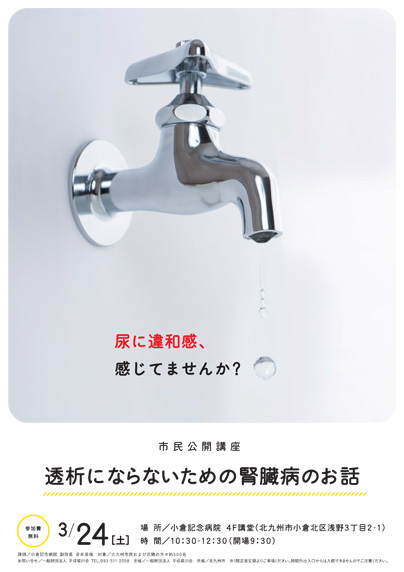 尿に違和感、
感じてませんか?
市民公開講座
透析にならないための腎臓病のお話
参加費
無料
3/24[土]
場 所/小倉記念病院 4F講堂(北九州市小倉北区浅野3丁目2-1)
時 間/10:30-12:30(開場9:30)